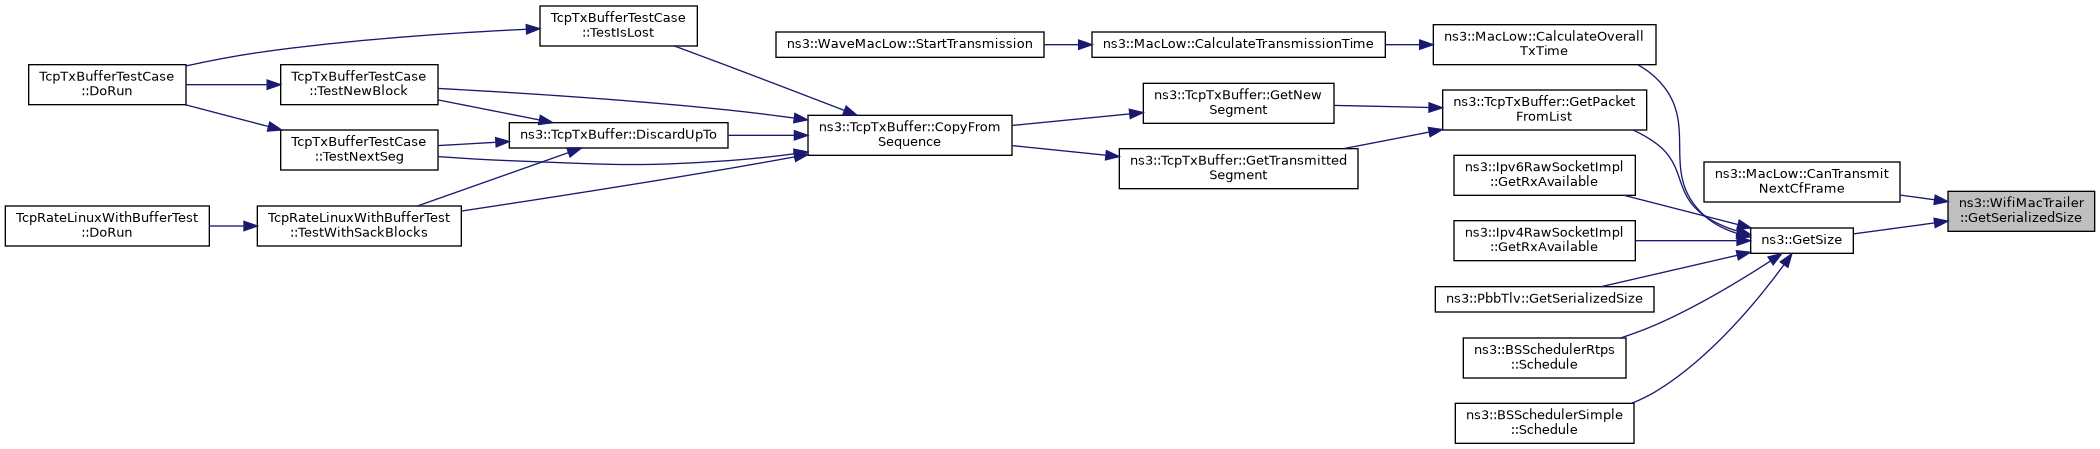 TcpTxBufferTestCase
::TestIsLost
ns3::WaveMacLow::StartTransmission
ns3::MacLow::CalculateTransmissionTime
ns3::MacLow::CalculateOverall
TxTime
TcpTxBufferTestCase
::DoRun
TcpTxBufferTestCase
::TestNewBlock
ns3::TcpTxBuffer::GetNew
Segment
ns3::TcpTxBuffer::GetPacket
FromList
TcpTxBufferTestCase
::TestNextSeg
ns3::TcpTxBuffer::DiscardUpTo
ns3::TcpTxBuffer::CopyFrom
Sequence
ns3::TcpTxBuffer::GetTransmitted
Segment
ns3::Ipv6RawSocketImpl
::GetRxAvailable
ns3::MacLow::CanTransmit
NextCfFrame
ns3::WifiMacTrailer
::GetSerializedSize
TcpRateLinuxWithBufferTest
::DoRun
TcpRateLinuxWithBufferTest
::TestWithSackBlocks
ns3::Ipv4RawSocketImpl
::GetRxAvailable
ns3::GetSize
ns3::PbbTlv::GetSerializedSize
ns3::BSSchedulerRtps
::Schedule
ns3::BSSchedulerSimple
::Schedule